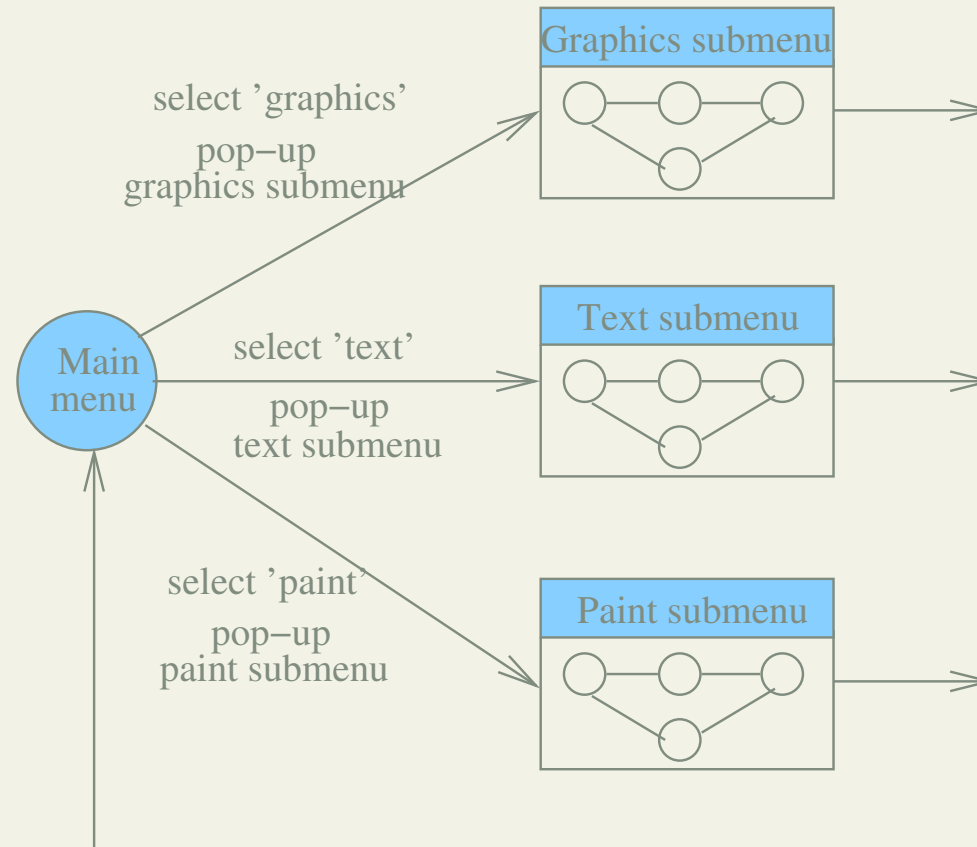 Graphics submenu
select ’graphics’
pop−up
graphics submenu
Main
menu
select ’text’
pop−up
text submenu
Text submenu
select ’paint’
pop−up
paint submenu
Paint submenu